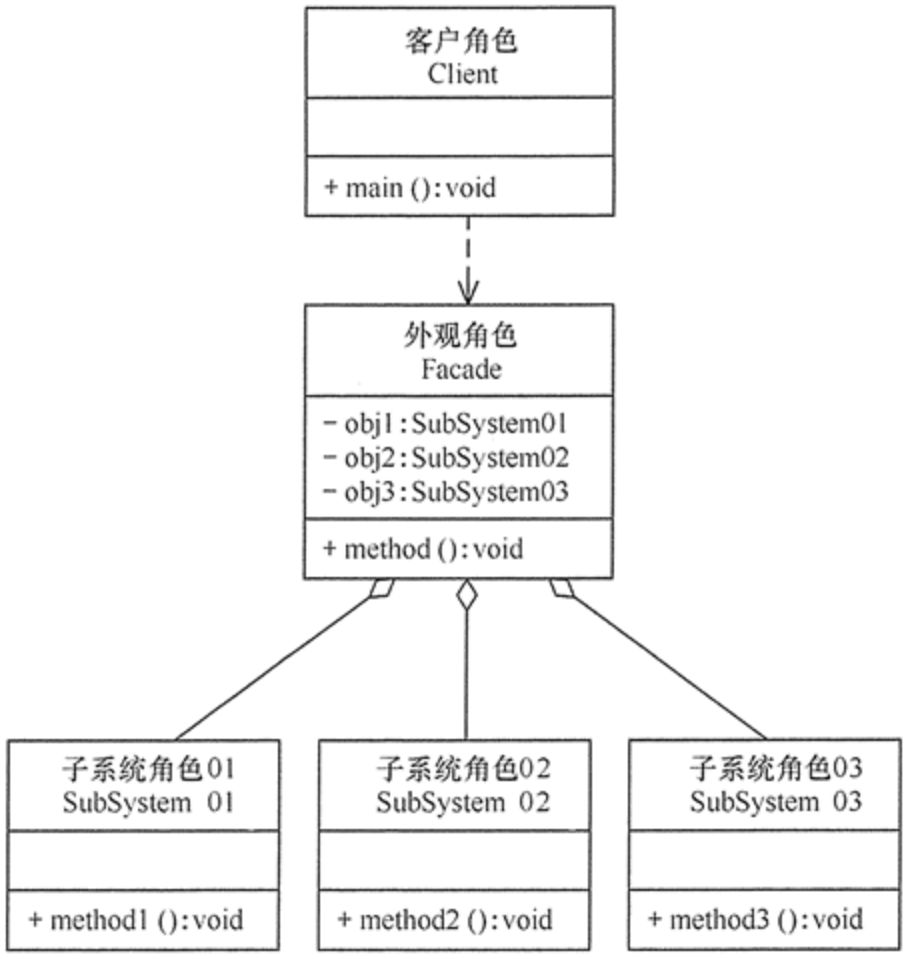 客户角色
Client
+ main ():void
外观角色
Facade
- obj1:SubSystem01
- obj2:SubSystem02
- obj3:SubSystem03
+ method ():void
子系统角色01
SubSystem 01
+ method1 ():void
子系统角色02
SubSystem 02
+ method2 ():void
子系统角色03
SubSystem 03
+ method3 ():void